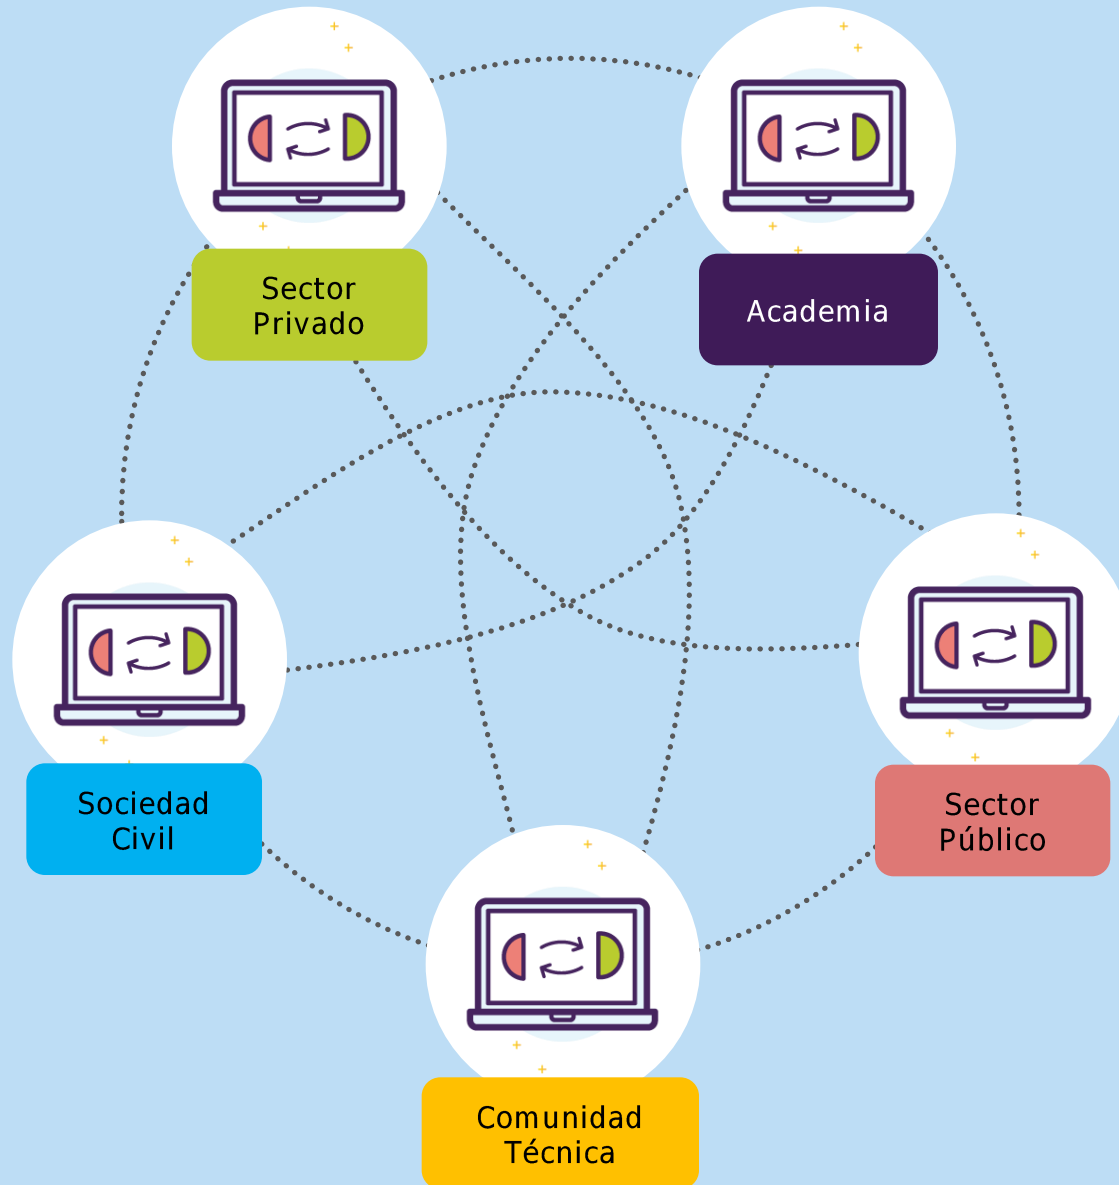 Sector
Privado
Academia
Sociedad
Civil
Sector
Público
Comunidad
Técnica